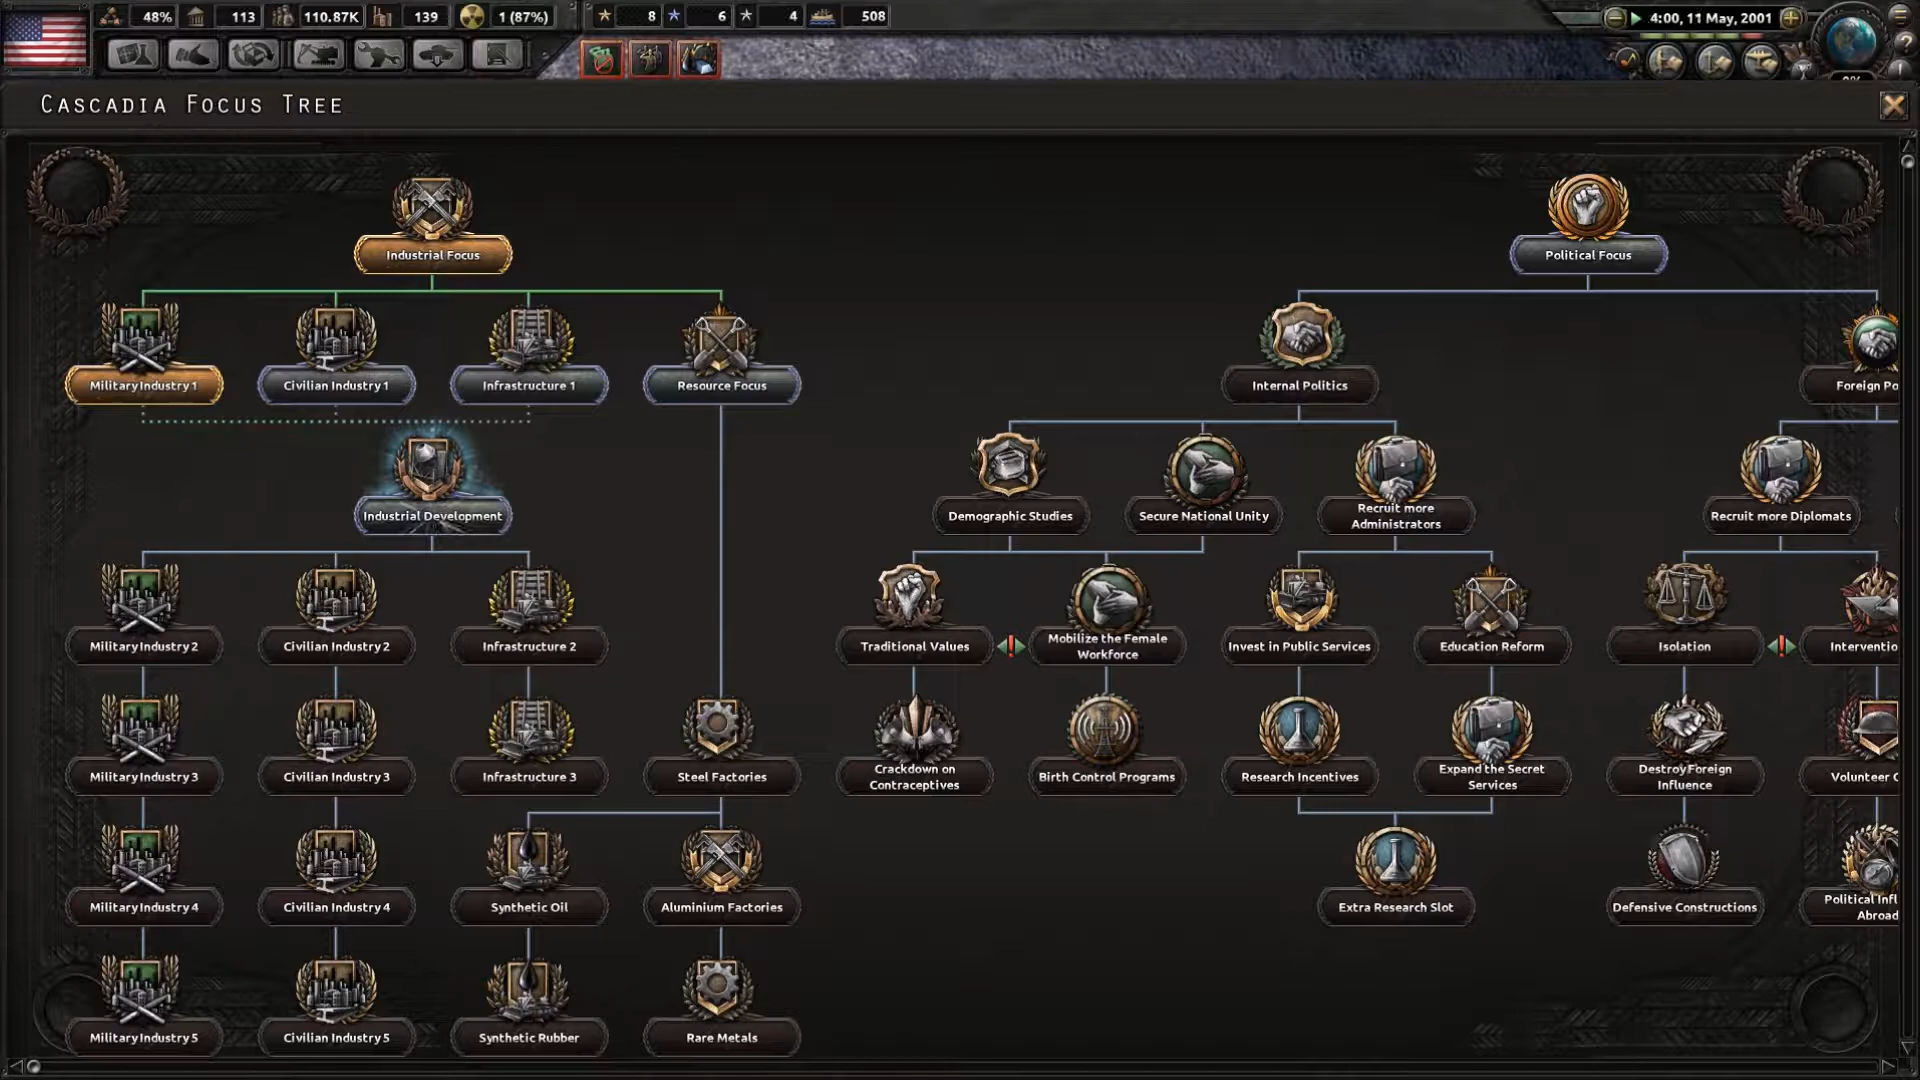 48%
113
110.87K
139
1 (87%)
8
6
4
508
4:00, 11 May, 2001
?
Cascadia Focus Tree
Industrial Focus
Political Focus
Military Industry 1
Civilian Industry 1
Infrastructure 1
Resource Focus
Internal Politics
Foreign Po
Industrial Development
Demographic Studies
Secure National Unity
Recruit more
Administrators
Recruit more Diplomats
Military Industry 2
Civilian Industry 2
Infrastructure 2
Traditional Values
Mobilize the Female
Workforce
Invest in Public Services
Education Reform
Isolation
Interventio
Military Industry 3
Civilian Industry 3
Infrastructure 3
Steel Factories
Crackdown on
Contraceptives
Birth Control Programs
Research Incentives
Expand the Secret
Services
Destroy Foreign
Influence
Volunteer C
Military Industry 4
Civilian Industry 4
Synthetic Oil
Aluminium Factories
Extra Research Slot
Defensive Constructions
Political Infl
Abroad
Military Industry 5
Civilian Industry 5
Synthetic Rubber
Rare Metals